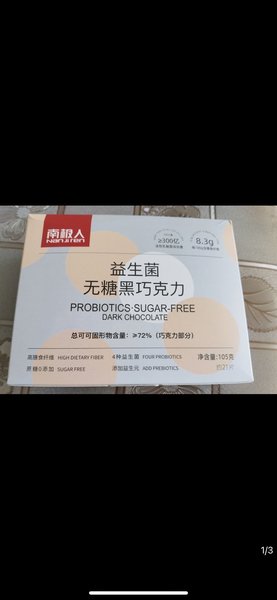 南极人
NanJiren
≥300亿
8.3g
益生菌
无糖黑巧克力
PROBIOTICS·SUGAR-FREE
DARK CHOCOLATE
总可可固形物含量：≥72%（巧克力部分）
高膳食纤维 HIGH DIETARY FIBER 4种益生菌 FOUR PROBIOTICS 净含量:105克
蔗糖0添加 SUGAR FREE 添加益生元 ADD PREBIOTICS 约21片
1/3